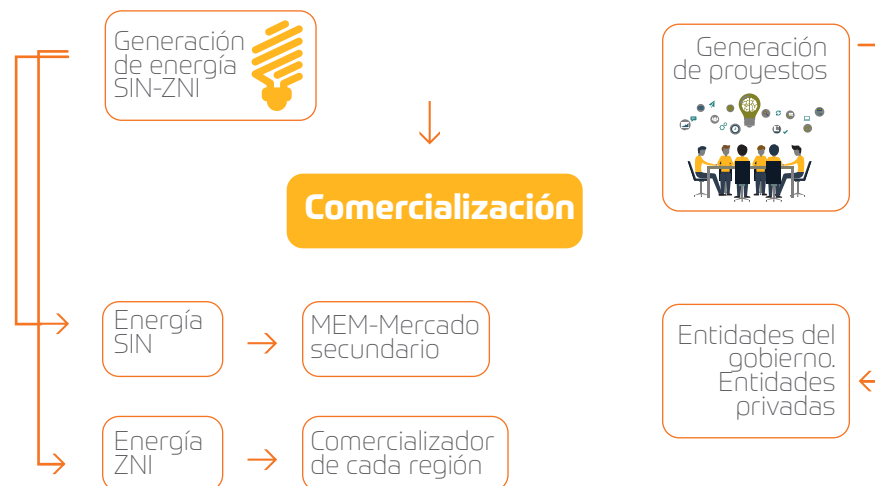 Generación
de energía
SIN-ZNI
Generación
de proyestos
Comercialización
Energía
SIN
MEM-Mercado
secundario
Entidades del
gobierno.
Entidades
privadas
Energía
ZNI
Comercializador
de cada región